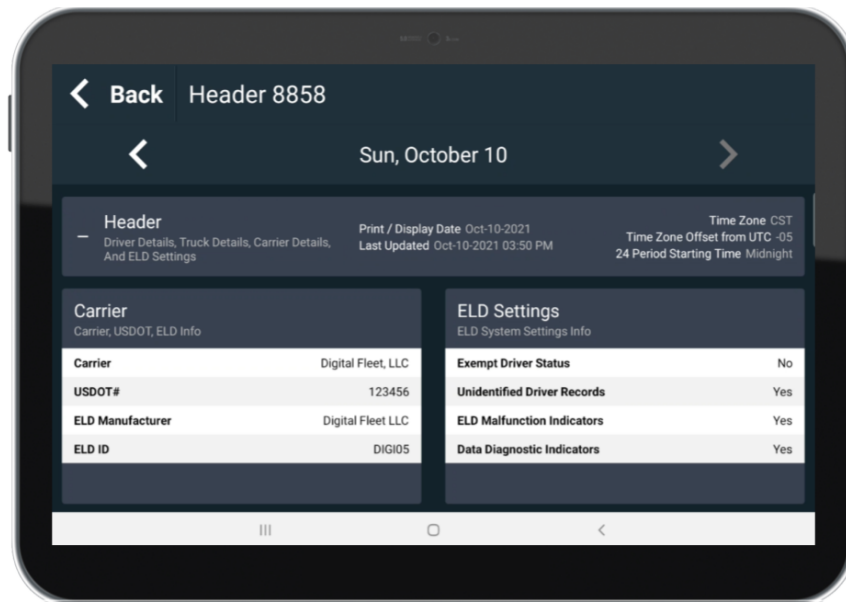 Back
Header 8858
Sun, October 10
Header
Driver Details, Truck Details, Carrier Details,
And ELD Settings
Print / Display Date Oct-10-2021
Last Updated Oct-10-2021 03:50 PM
Time Zone CST
Time Zone Offset from UTC -05
24 Period Starting Time Midnight
Carrier
Carrier, USDOT, ELD Info
Carrier Digital Fleet, LLC
USDOT# 123456
ELD Manufacturer Digital Fleet LLC
ELD ID DIGI05
ELD Settings
ELD System Settings Info
Exempt Driver Status No
Unidentified Driver Records Yes
ELD Malfunction Indicators Yes
Data Diagnostic Indicators Yes